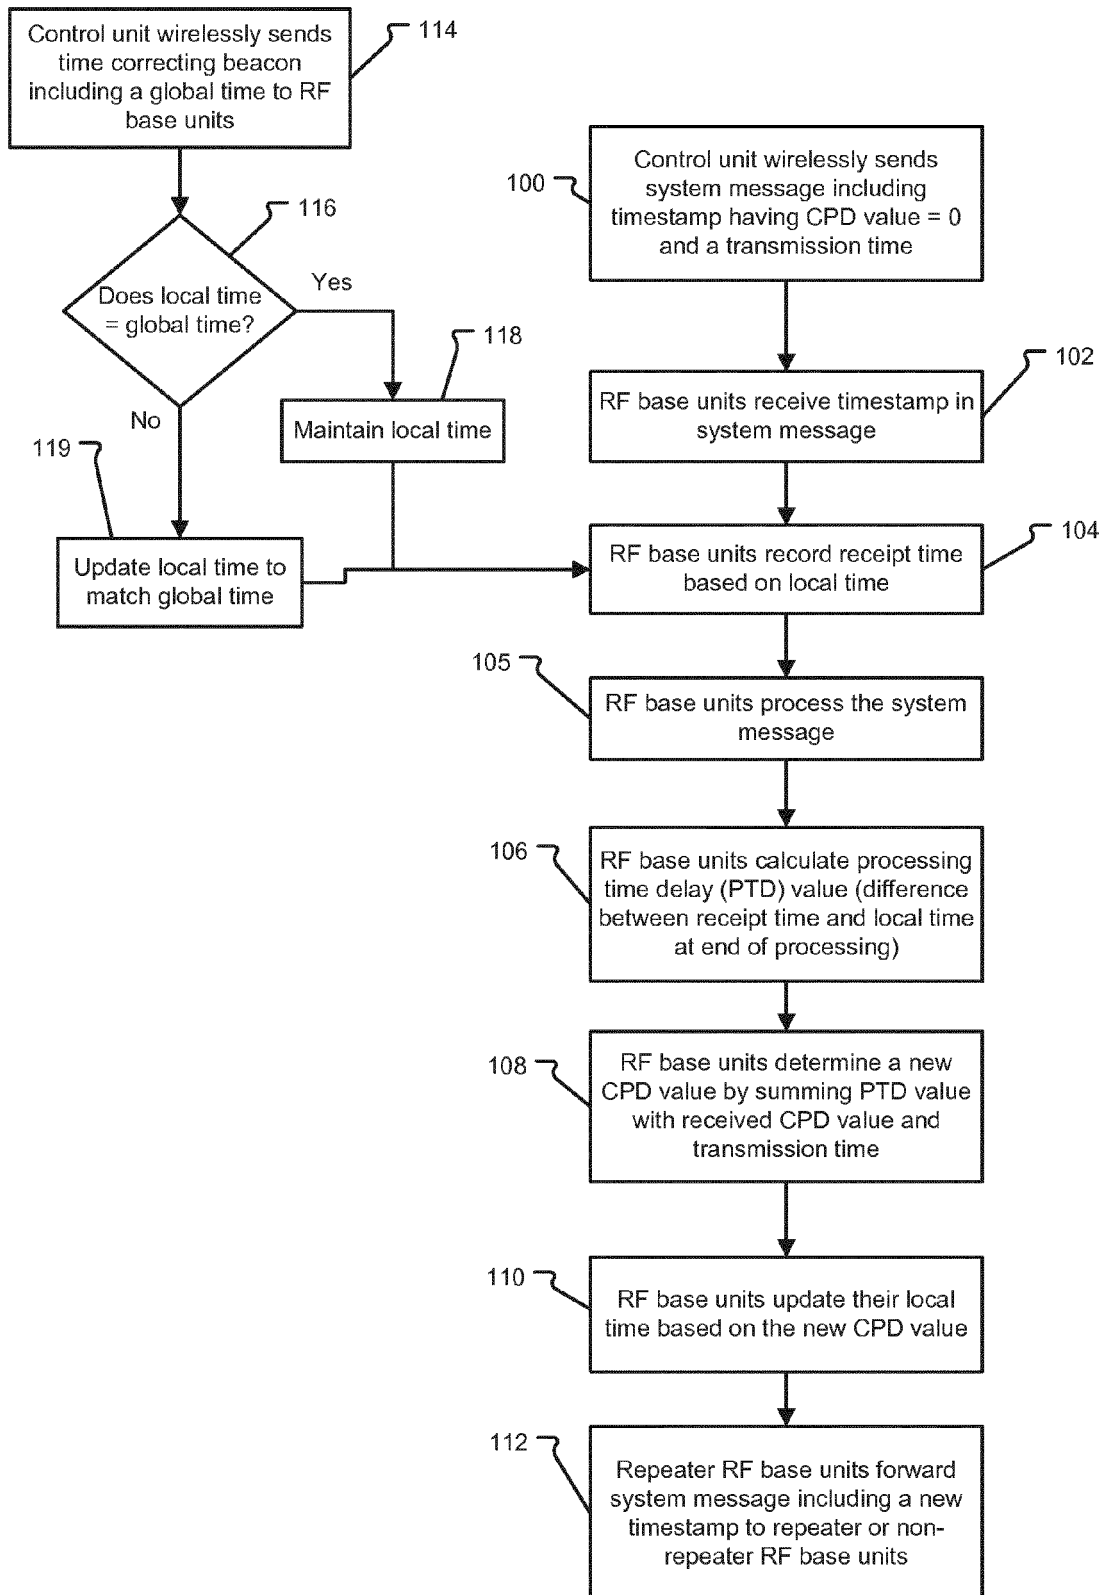 Control unit wirelessly sends
time correcting beacon
including a global time to RF
base units
114
116
Does local time
= global time?
Yes
No
118
Maintain local time
119
Update local time to
match global time
100
Control unit wirelessly sends
system message including
timestamp having CPD value = 0
and a transmission time
102
RF base units receive timestamp in
system message
104
RF base units record receipt time
based on local time
105
RF base units process the system
message
106
RF base units calculate processing
time delay (PTD) value (difference
between receipt time and local time
at end of processing)
108
RF base units determine a new
CPD value by summing PTD value
with received CPD value and
transmission time
110
RF base units update their local
time based on the new CPD value
112
Repeater RF base units forward
system message including a new
timestamp to repeater or non-
repeater RF base units